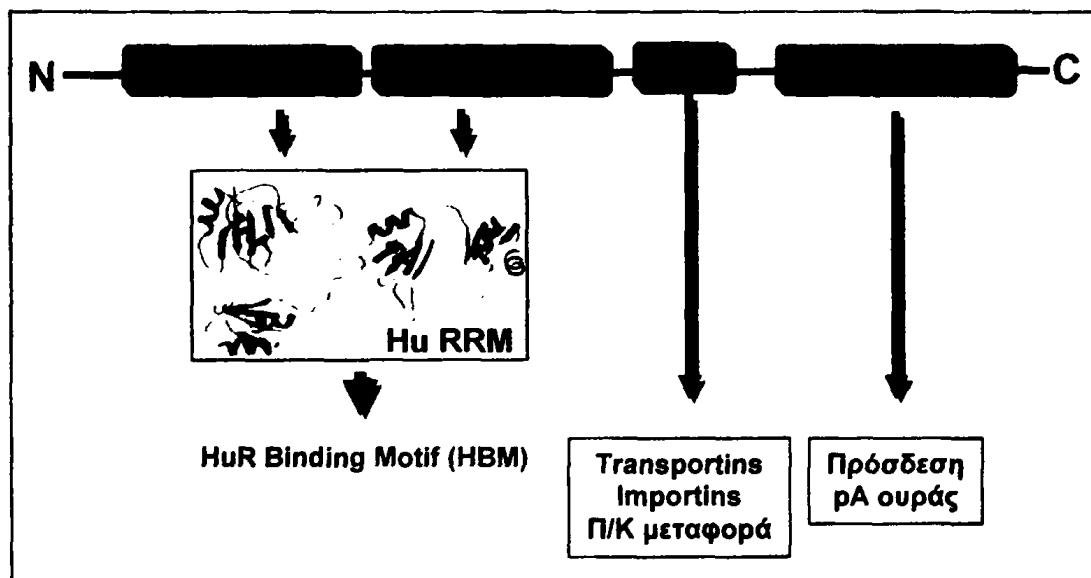 N
C
Hu RRM
HuR Binding Motif (HBM)
Transportins
Importins
Π/Κ μεταφορά
Πρόσδεση
pA ουράς